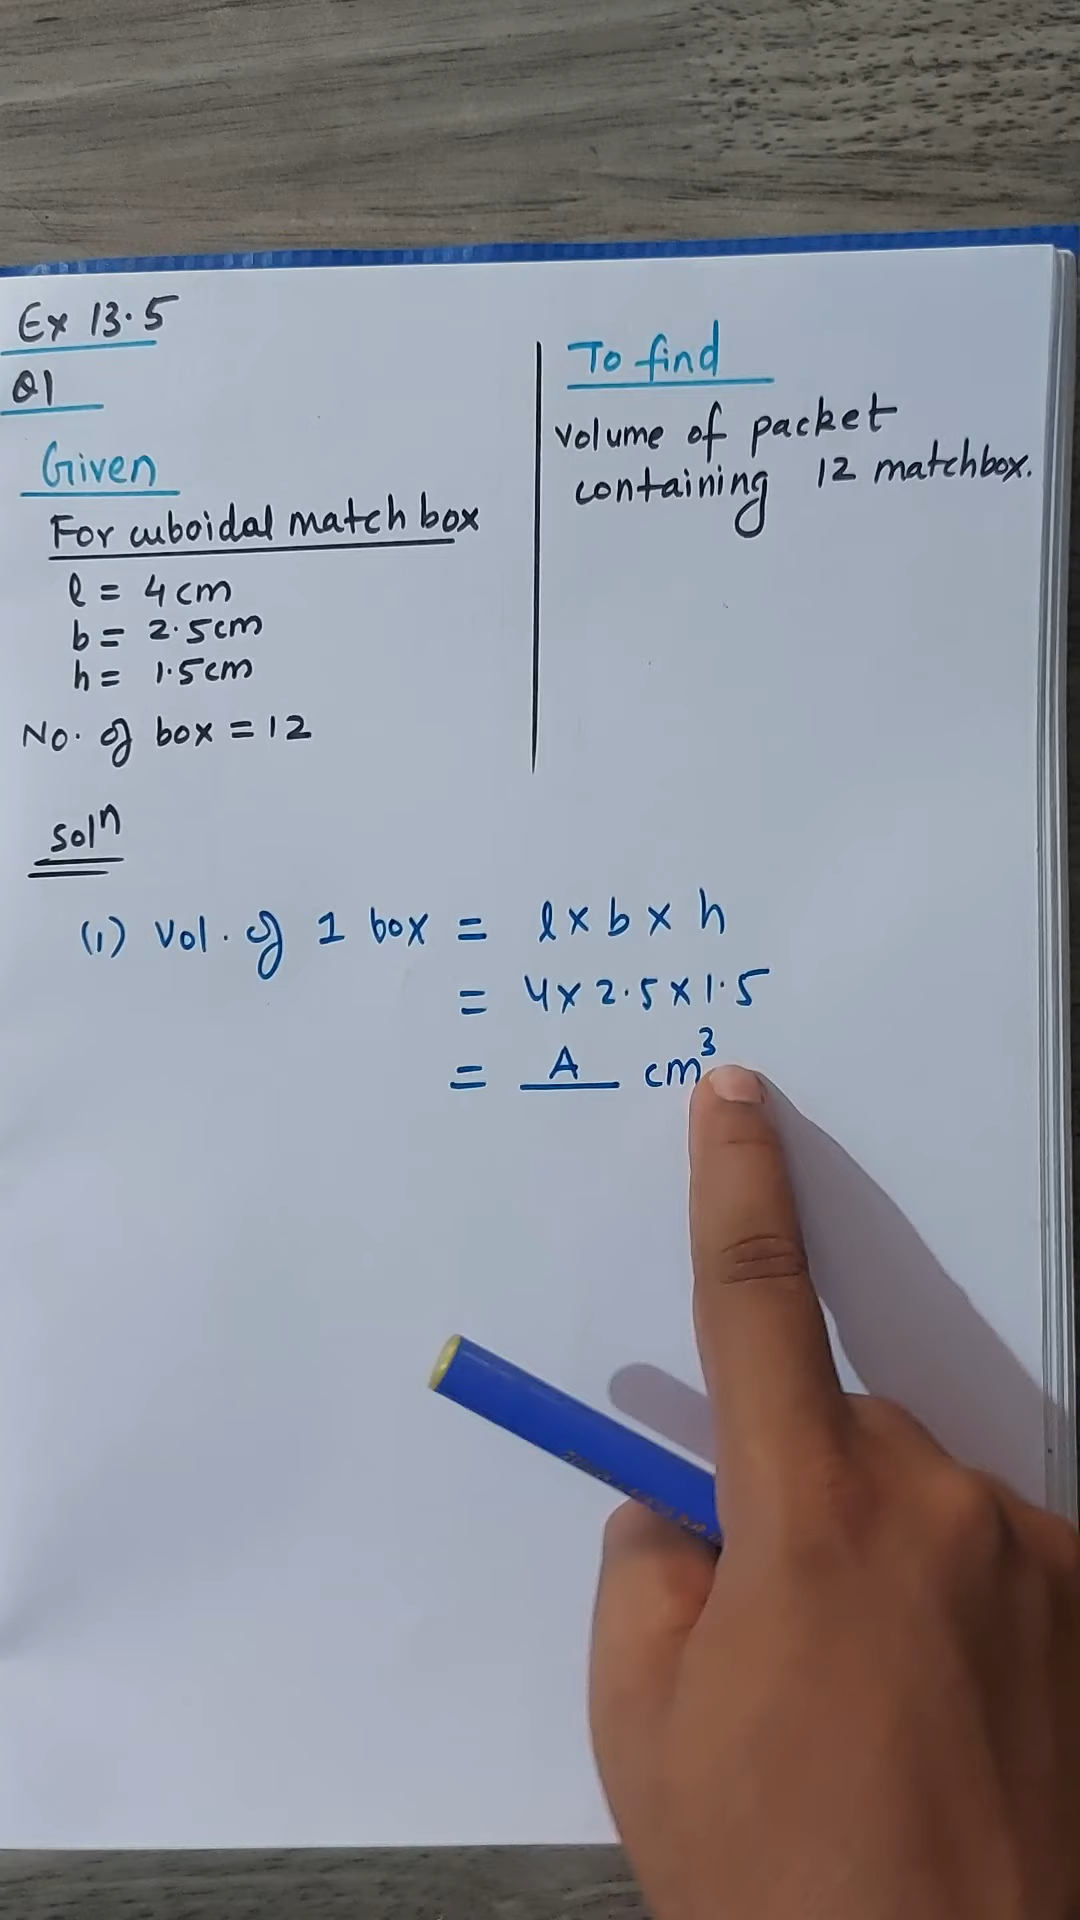 Ex 13.5
Q1
Given
For cuboidal match box
l = 4cm
b = 2.5cm
h = 1.5cm
No. of box = 12
To find
volume of packet
containing 12 matchbox.
Solⁿ
(1) Vol. of 1 box = l x b x h
= 4 x 2.5 x 1.5
= A cm³